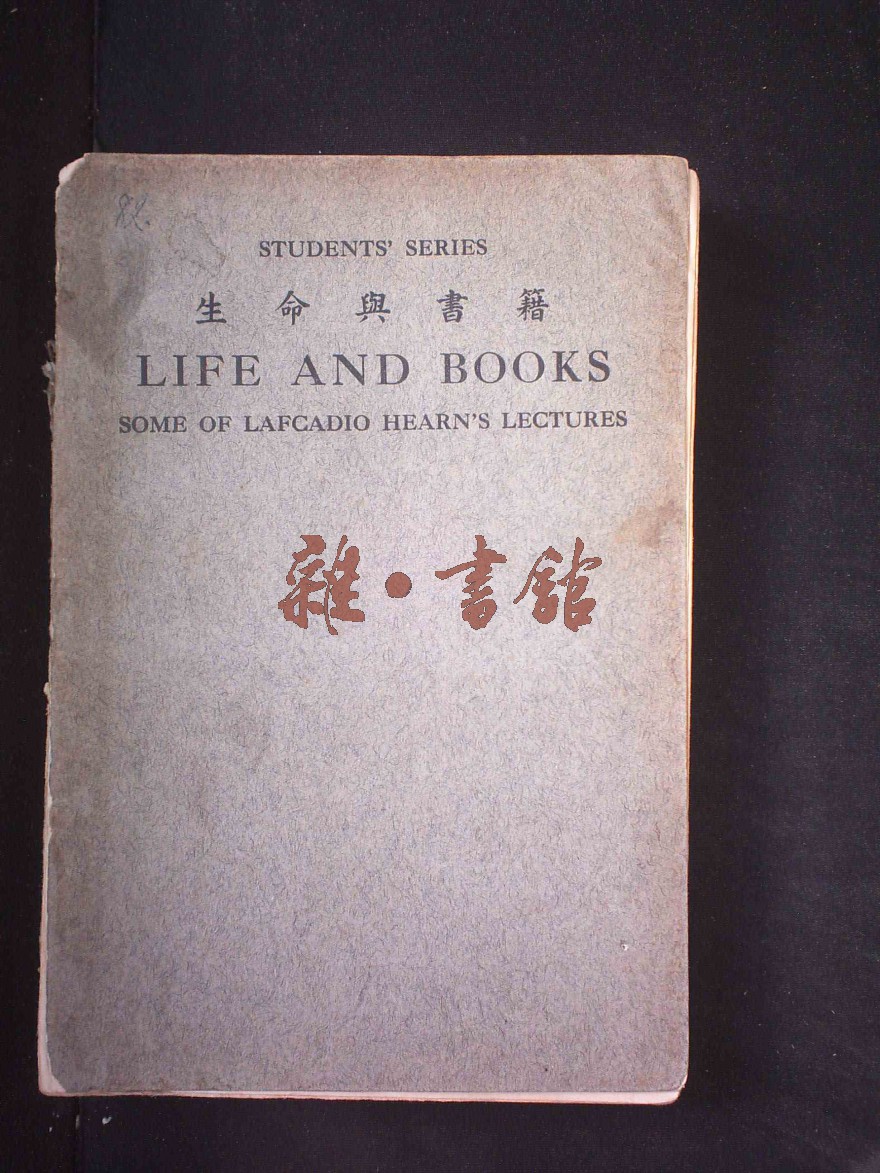 STUDENTS' SERIES
生命與書籍
LIFE AND BOOKS
SOME OF LAFCADIO HEARN'S LECTURES
雜•書館